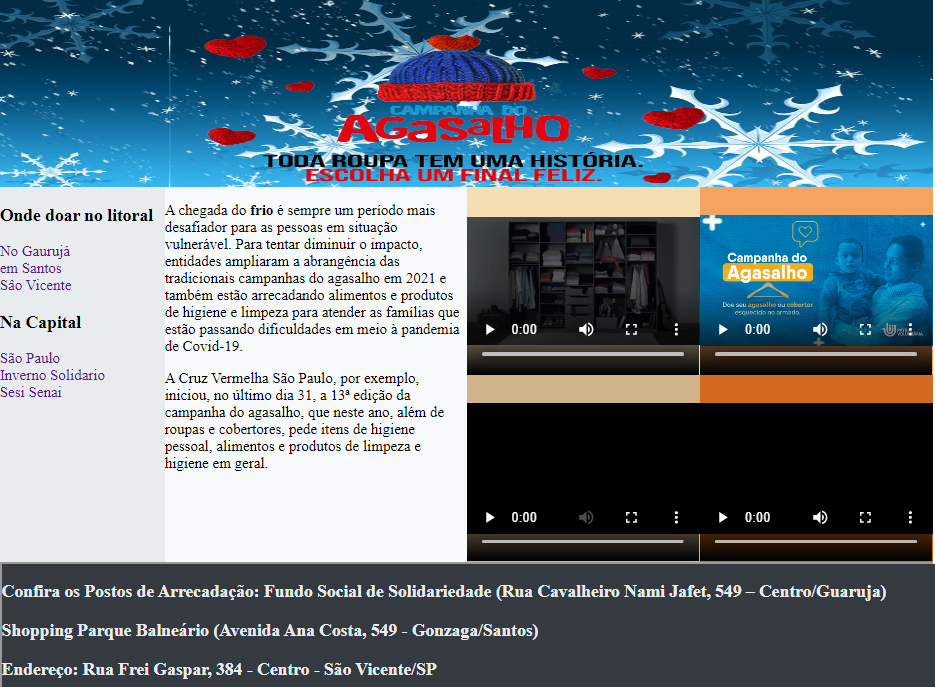 CAMPANHA DO
AGASALHO
TODA ROUPA TEM UMA HISTÓRIA.
ESCOLHA UM FINAL FELIZ.
Onde doar no litoral
No Gaurujá
em Santos
São Vicente
Na Capital
São Paulo
Inverno Solidario
Sesi Senai
A chegada do frio é sempre um período mais
desafiador para as pessoas em situação
vulnerável. Para tentar diminuir o impacto,
entidades ampliaram a abrangência das
tradicionais campanhas do agasalho em 2021 e
também estão arrecadando alimentos e produtos
de higiene e limpeza para atender as famílias que
estão passando dificuldades em meio à pandemia
de Covid-19.
A Cruz Vermelha São Paulo, por exemplo,
iniciou, no último dia 31, a 13ª edição da
campanha do agasalho, que neste ano, além de
roupas e cobertores, pede itens de higiene
pessoal, alimentos e produtos de limpeza e
higiene em geral.
0:00
Campanha do
Agasalho
Doe seu agasalho ou cobertor
esquecido no armário.
0:00
0:00
0:00
Confira os Postos de Arrecadação: Fundo Social de Solidariedade (Rua Cavalheiro Nami Jafet, 549 – Centro/Guaruja)
Shopping Parque Balneário (Avenida Ana Costa, 549 - Gonzaga/Santos)
Endereço: Rua Frei Gaspar, 384 - Centro - São Vicente/SP